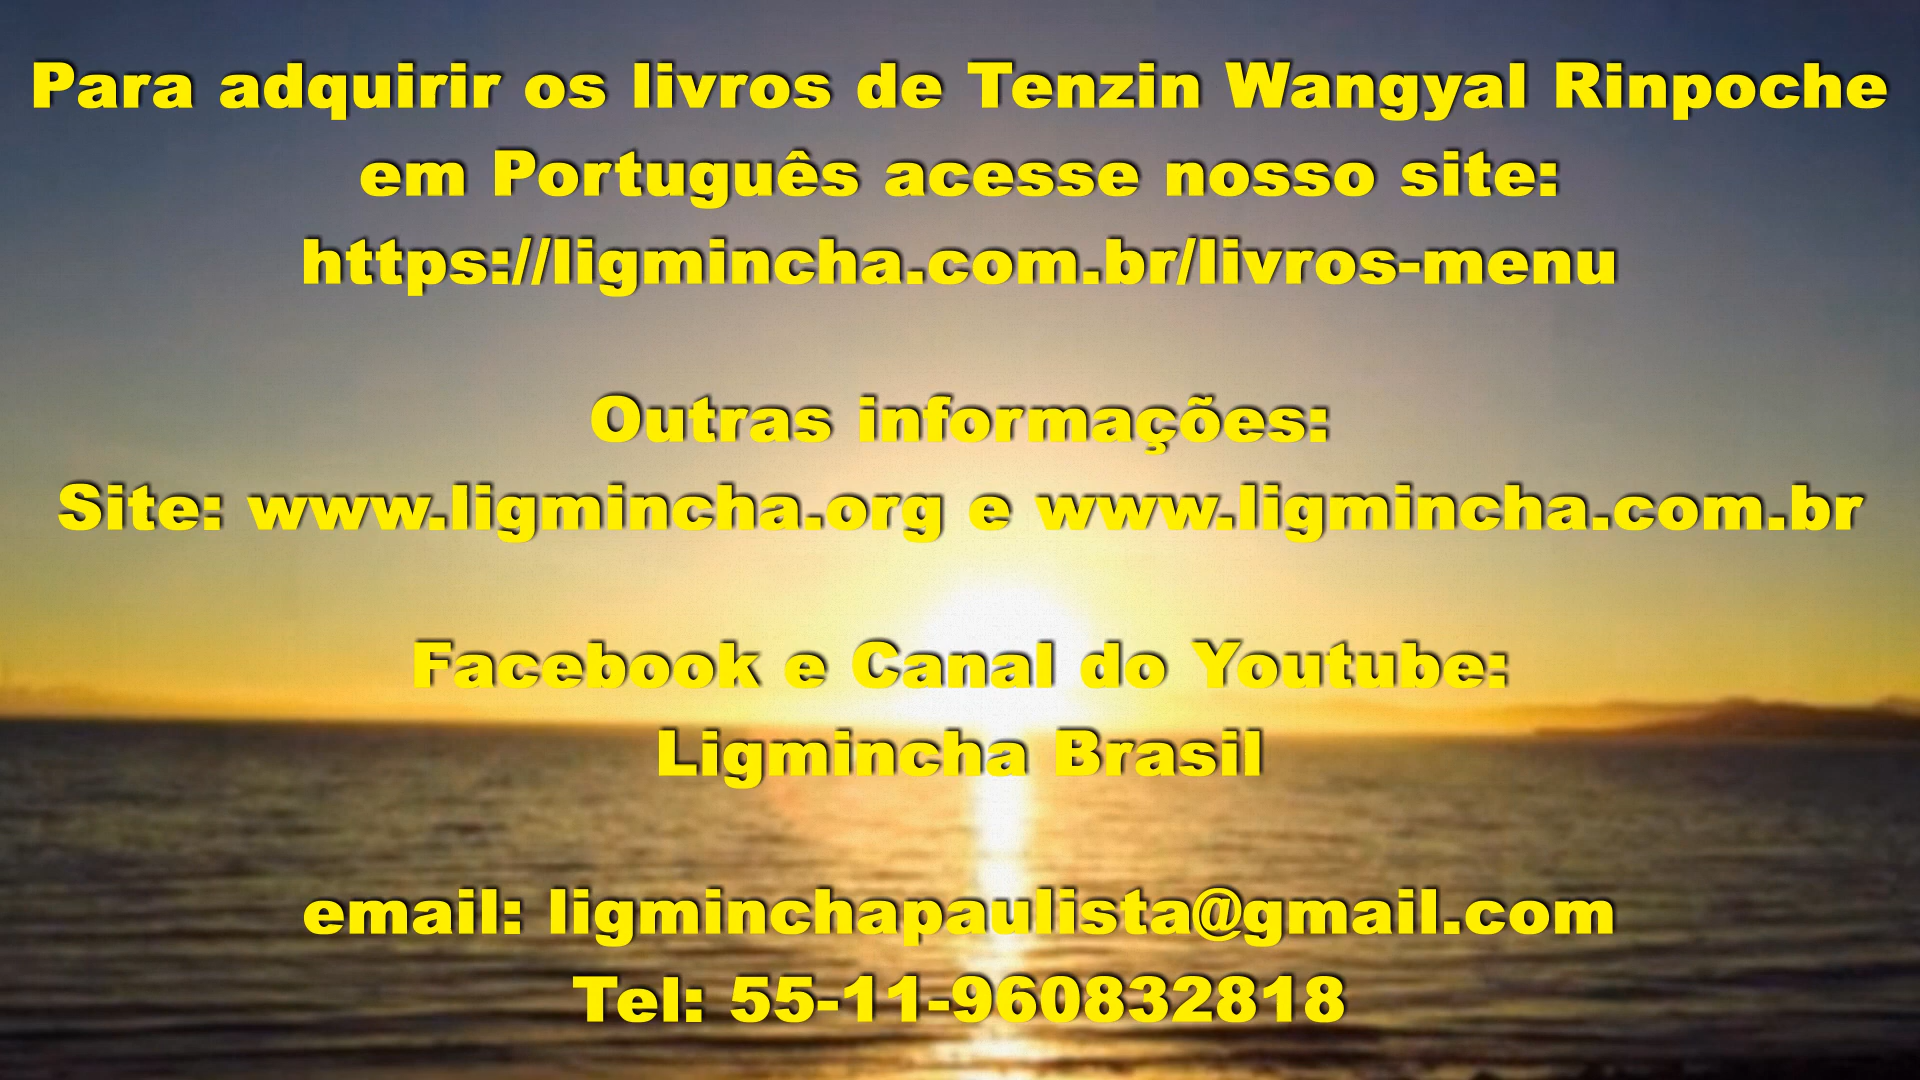 Para adquirir os livros de Tenzin Wangyal Rinpoche
em Português acesse nosso site:
https://ligmincha.com.br/livros-menu
Outras informações:
Site: www.ligmincha.org e www.ligmincha.com.br
Facebook e Canal do Youtube:
Ligmincha Brasil
email: ligminchapaulista@gmail.com
Tel: 55-11-960832818